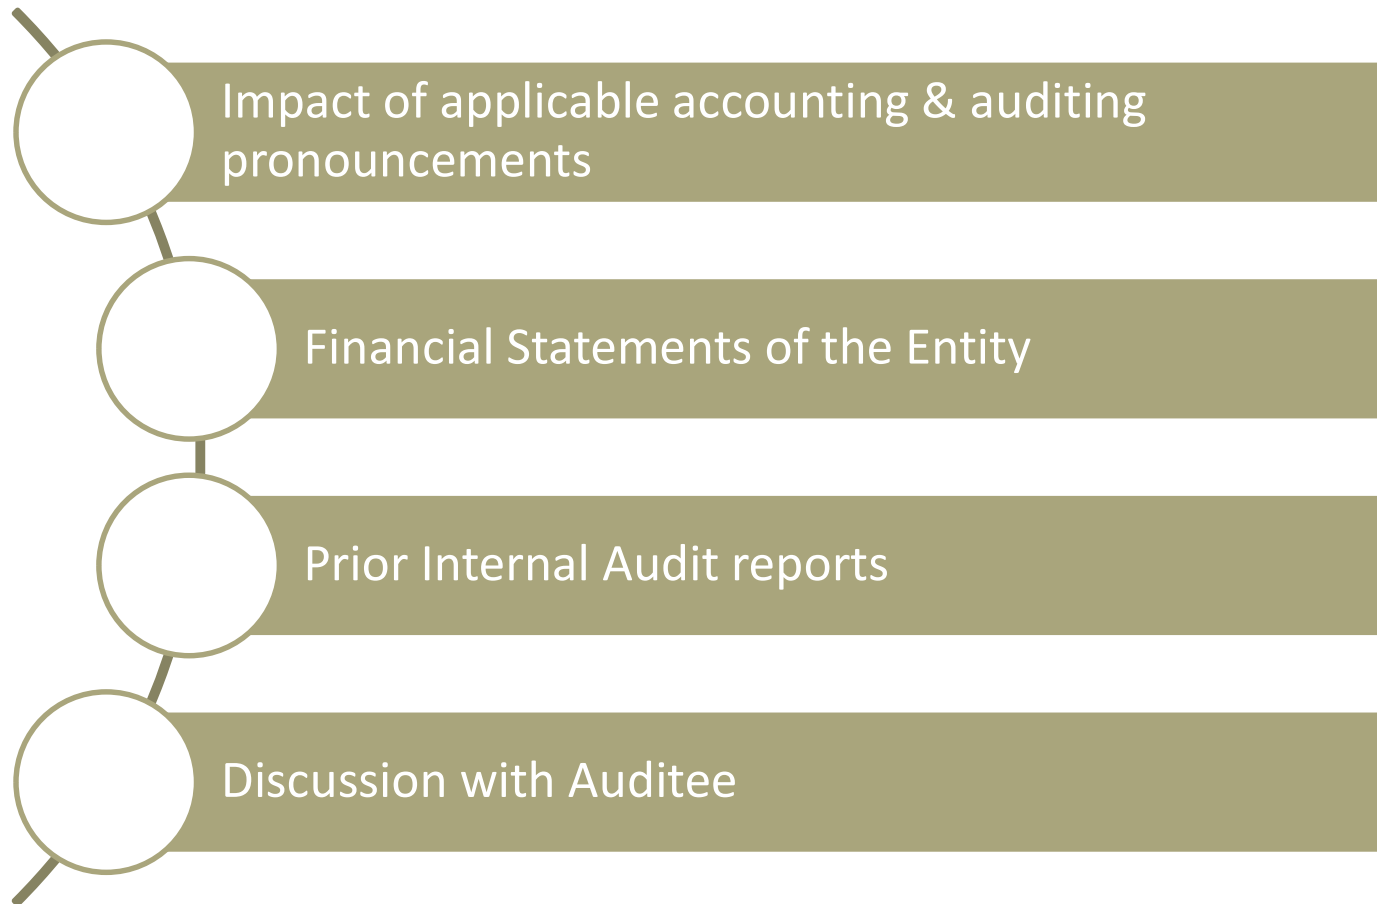 Impact of applicable accounting & auditing
pronouncements
Financial Statements of the Entity
Prior Internal Audit reports
Discussion with Auditee